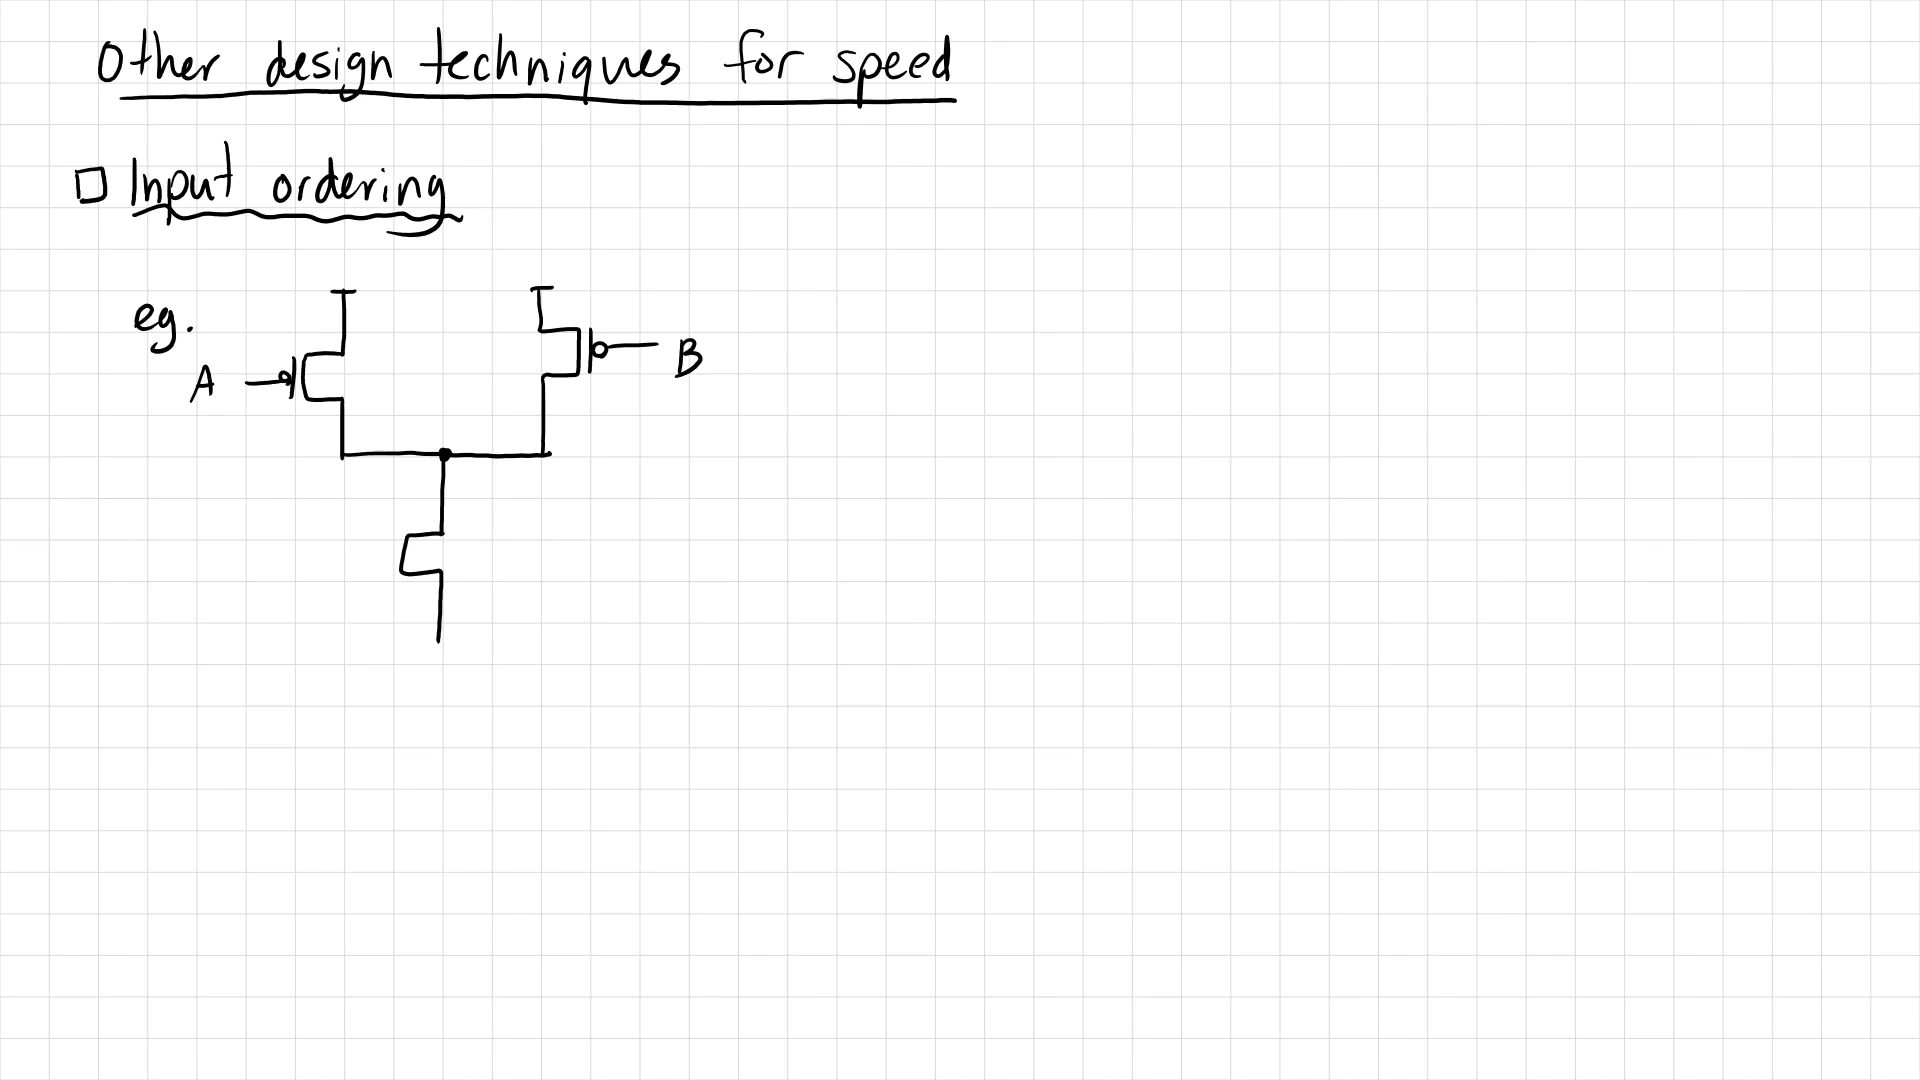 Other design techniques for speed
Input ordering
eg.
A
B